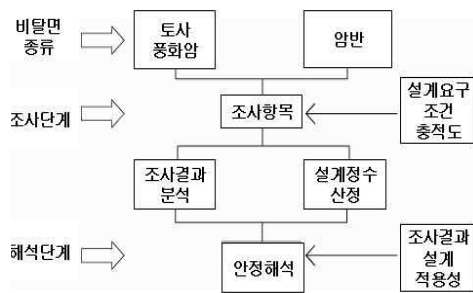 비탈면
종류
토사
풍화암
암반
조사단계
조사항목
설계요구
조건
충적도
조사결과
분석
설계정수
산정
해석단계
안정해석
조사결과
설계
적용성